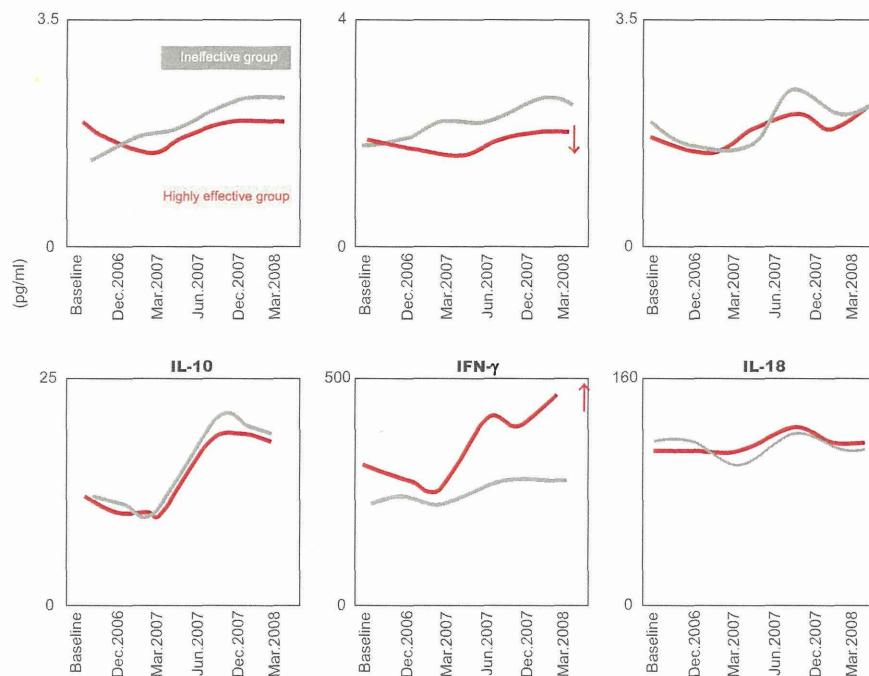 3.5
4
3.5
Ineffective group
Highly effective group
0
0
0
(pg/ml)
Baseline
Dec.2006
Mar.2007
Jun.2007
Dec.2007
Mar.2008
Baseline
Dec.2006
Mar.2007
Jun.2007
Dec.2007
Mar.2008
Baseline
Dec.2006
Mar.2007
Jun.2007
Dec.2007
Mar.2008
IL-10
IFN-γ
IL-18
25
500
160
0
0
0
Baseline
Dec.2006
Mar.2007
Jun.2007
Dec.2007
Mar.2008
Baseline
Dec.2006
Mar.2007
Jun.2007
Dec.2007
Mar.2008
Baseline
Dec.2006
Mar.2007
Jun.2007
Dec.2007
Mar.2008